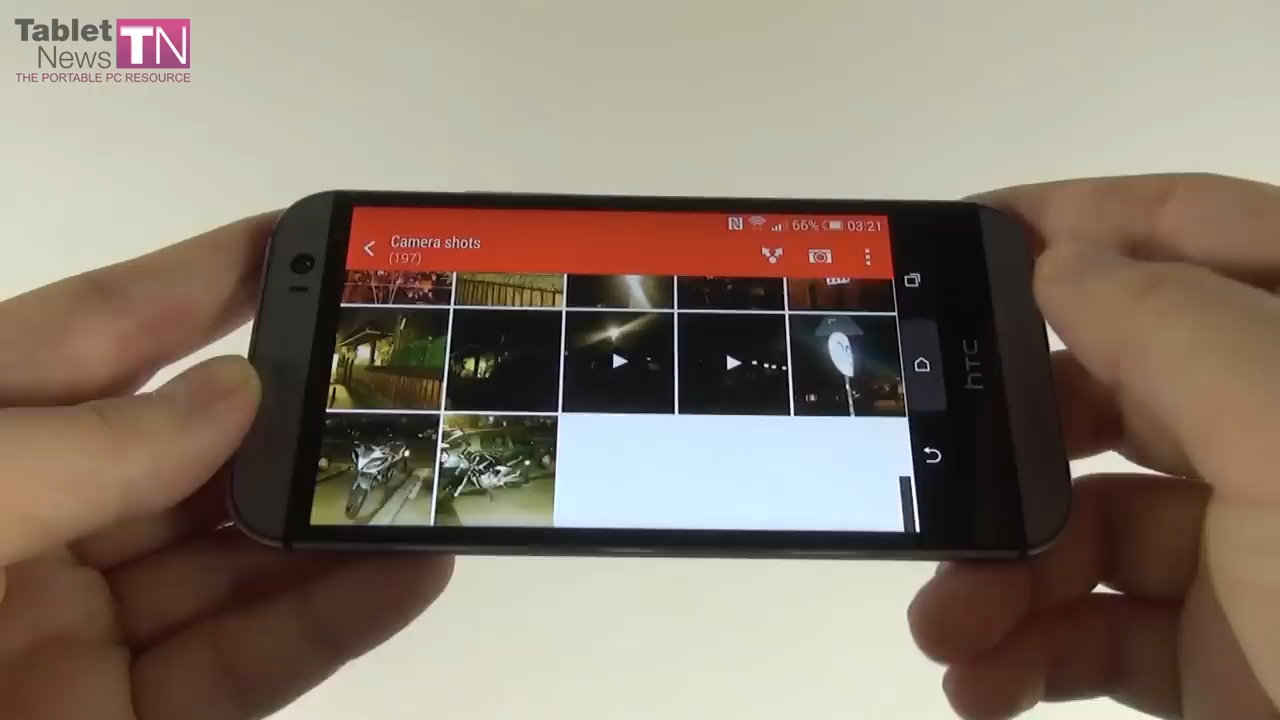 Tablet
News TN
THE PORTABLE PC RESOURCE
66% 03:21
Camera shots
(197)
hTC